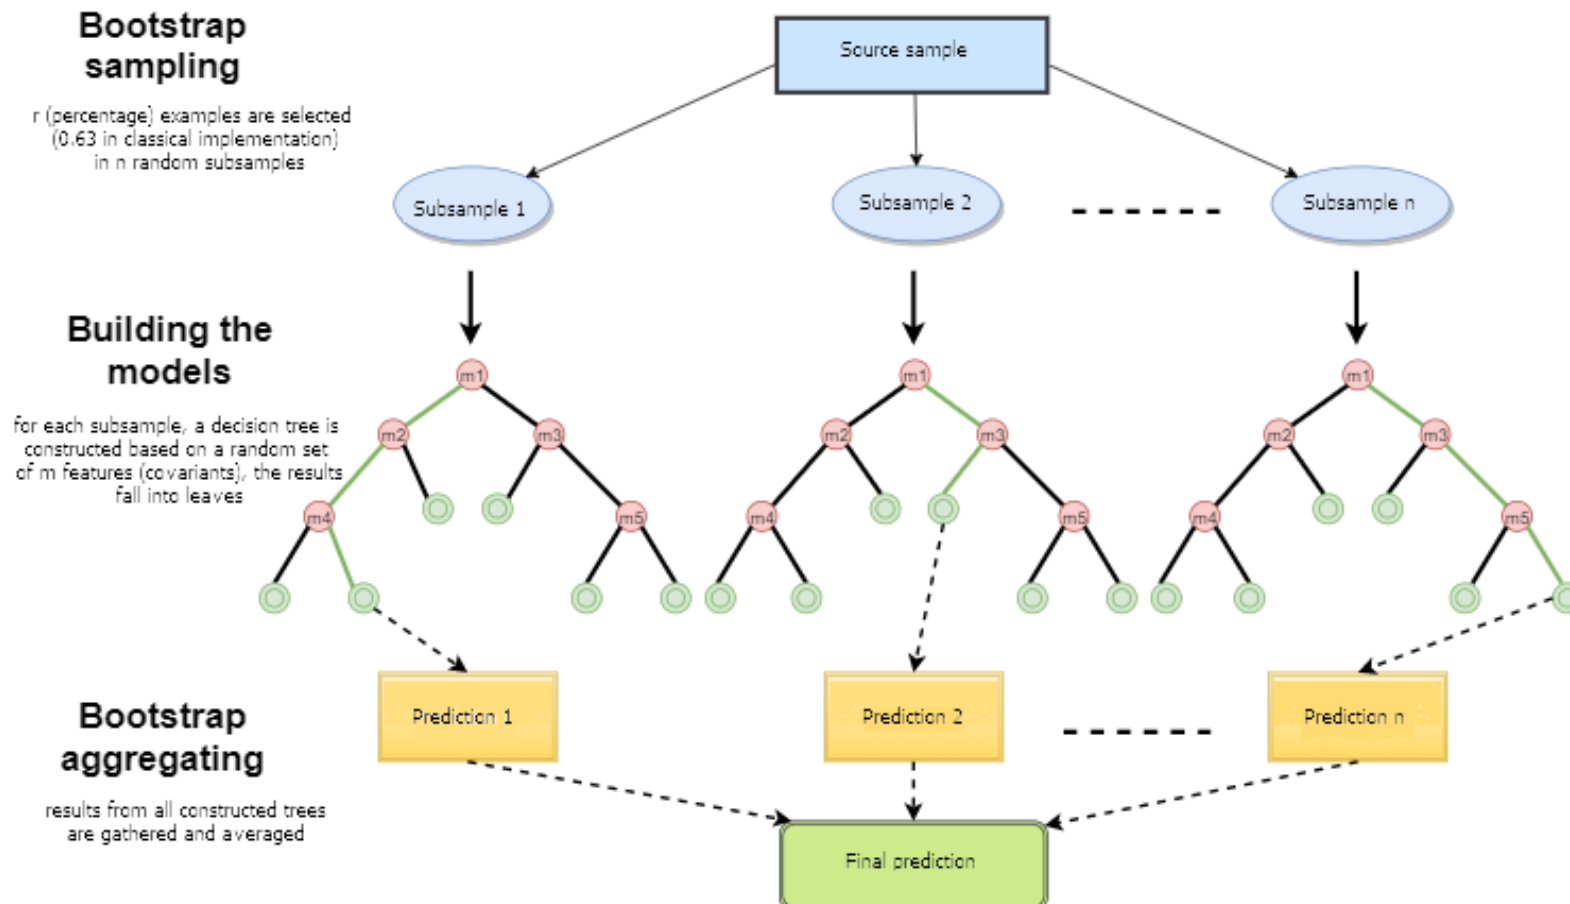 Bootstrap
sampling
r (percentage) examples are selected
(0.63 in classical implementation)
in n random subsamples
Source sample
Subsample 1
Subsample 2
Subsample n
Building the
models
for each subsample, a decision tree is
constructed based on a random set
of m features (covariants), the results
fall into leaves
m1
m2
m3
m4
m5
m1
m2
m3
m4
m5
m1
m2
m3
m4
m5
Bootstrap
aggregating
results from all constructed trees
are gathered and averaged
Prediction 1
Prediction 2
Prediction n
Final prediction